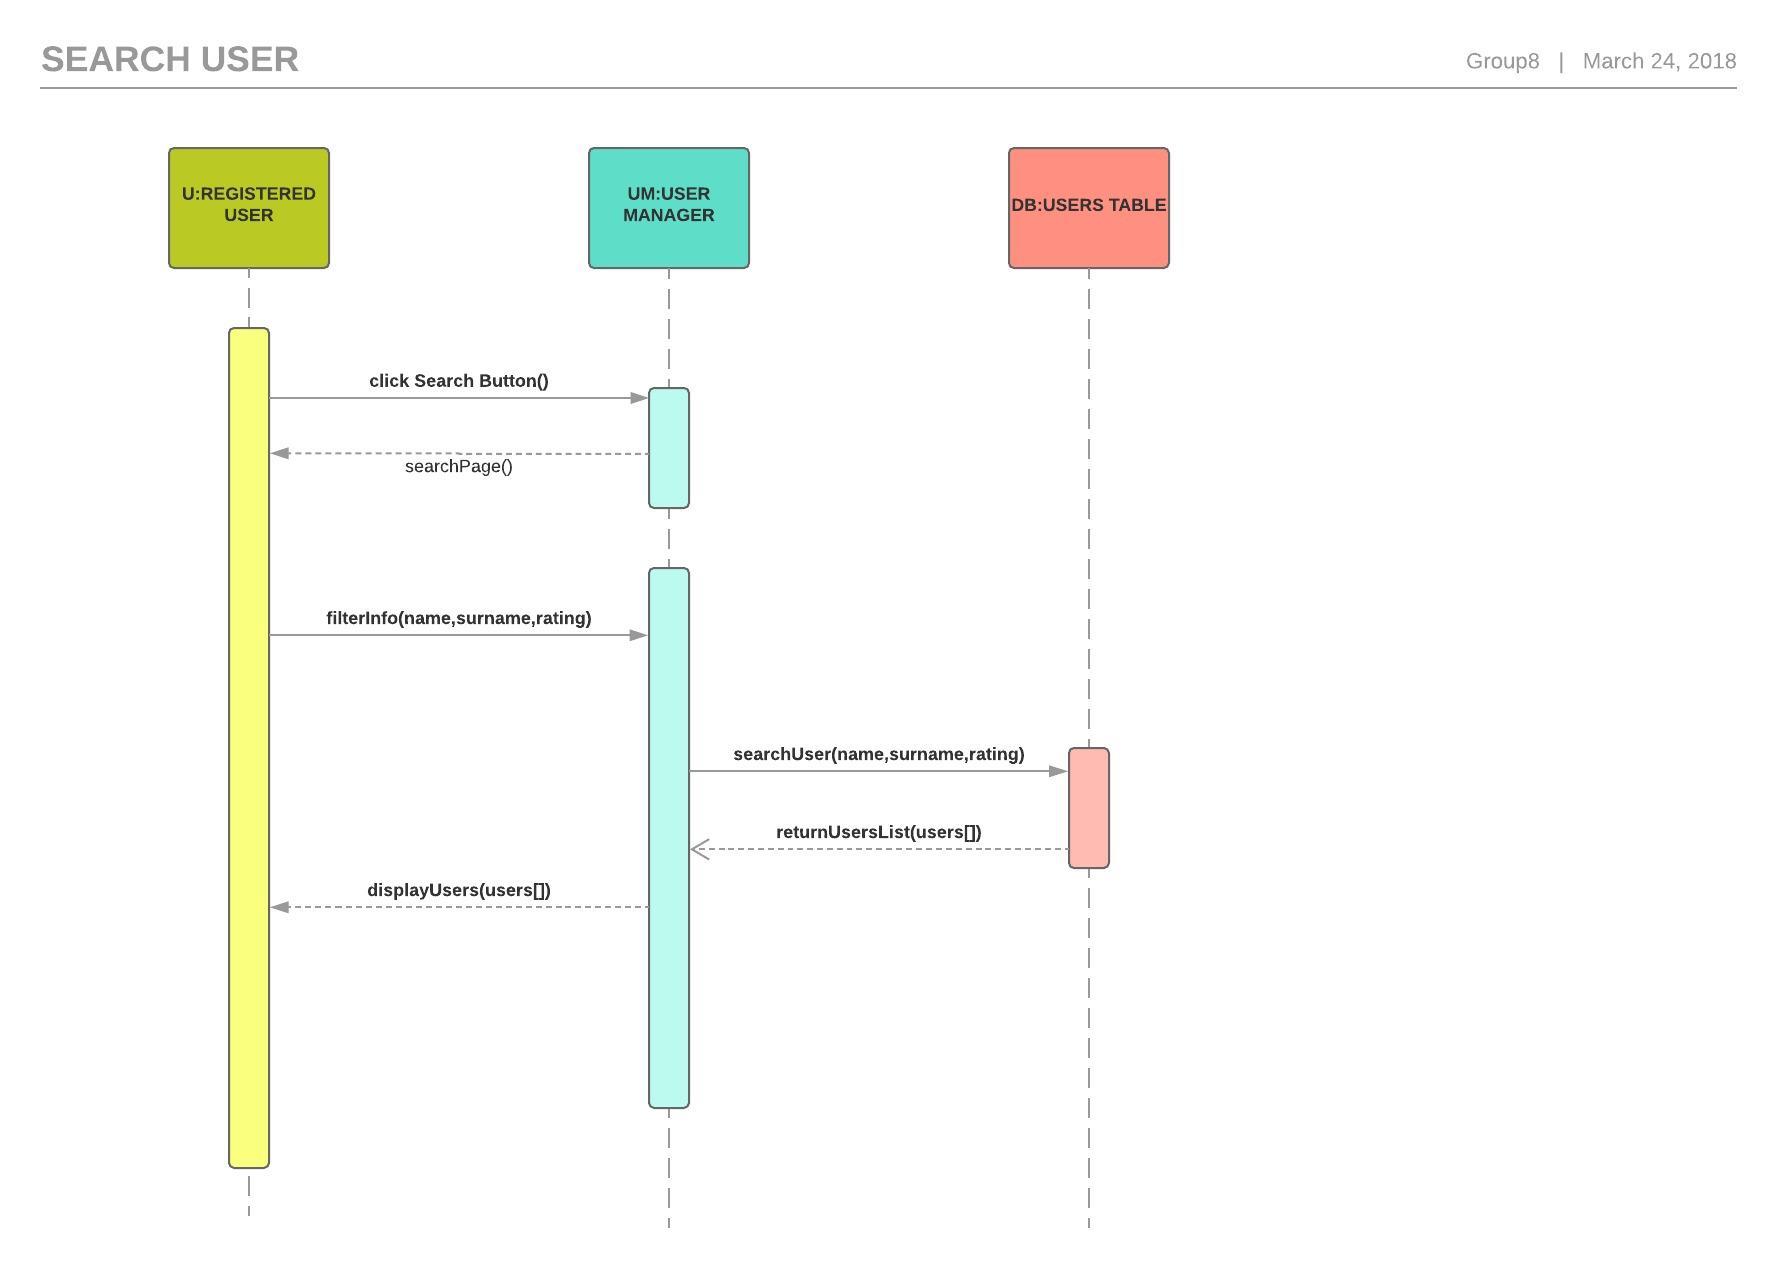 SEARCH USER
Group8 | March 24, 2018
U:REGISTERED
USER
UM:USER
MANAGER
DB:USERS TABLE
click Search Button()
searchPage()
filterInfo(name,surname,rating)
searchUser(name,surname,rating)
returnUsersList(users[])
displayUsers(users[])